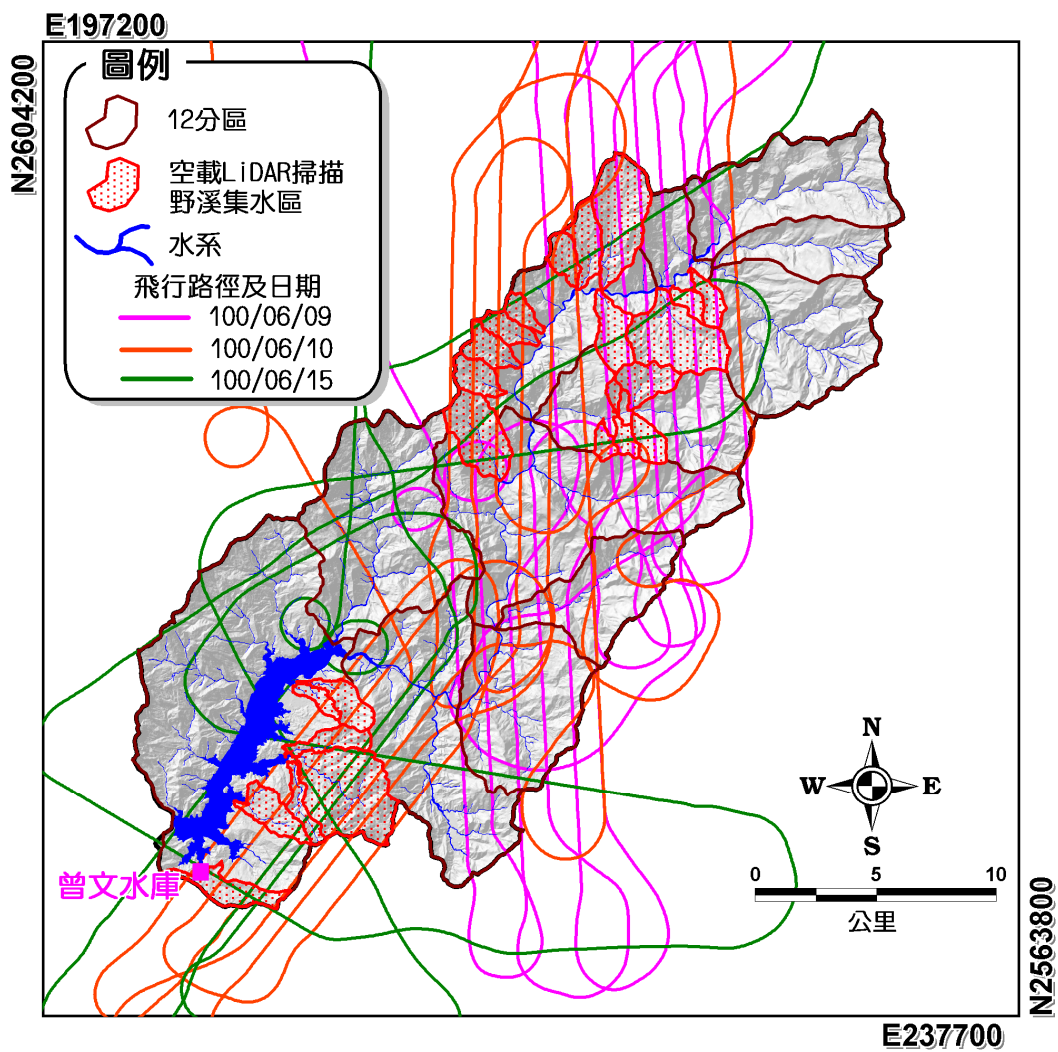 E197200
N2604200
圖例
12分區
空載LiDAR掃描
野溪集水區
水系
飛行路徑及日期
100/06/09
100/06/10
100/06/15
N
W
E
S
0
5
10
公里
曾文水庫
N2563800
E237700